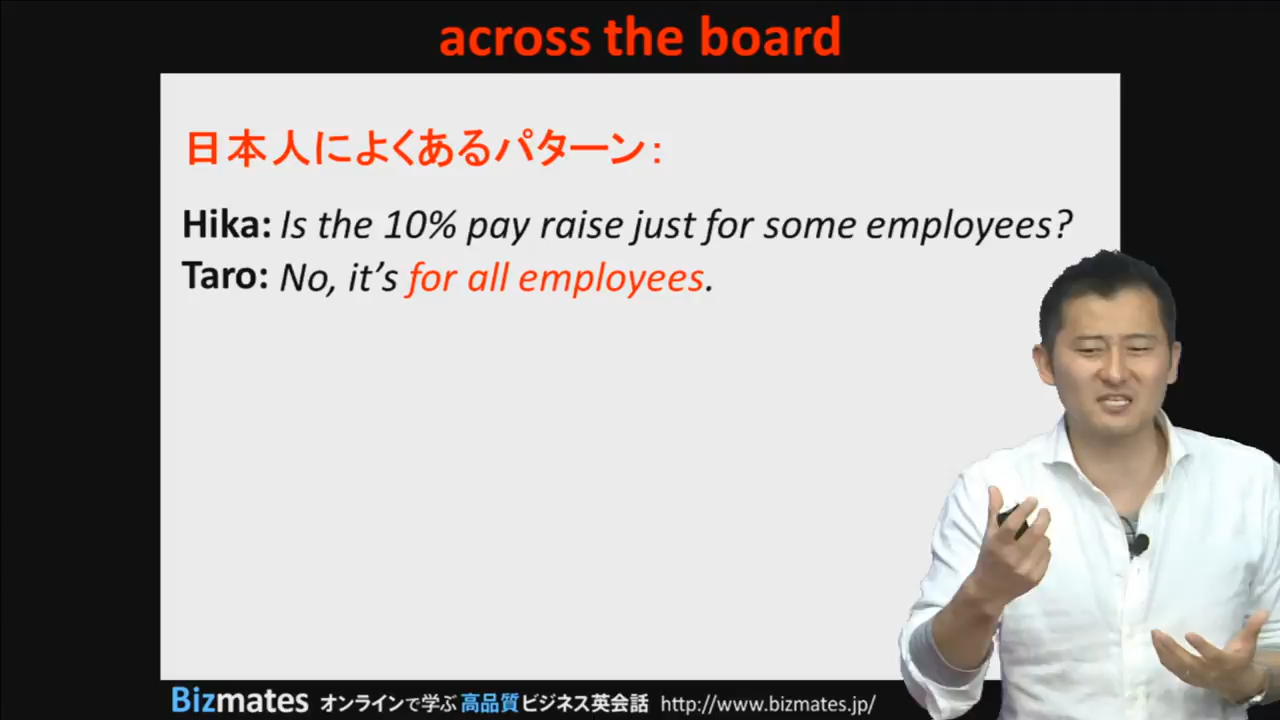 across the board
日本人によくあるパターン:
Hika: Is the 10% pay raise just for some employees?
Taro: No, it's for all employees.
Bizmates オンラインで学ぶ 高品質 ビジネス英会話 http://www.bizmates.jp/